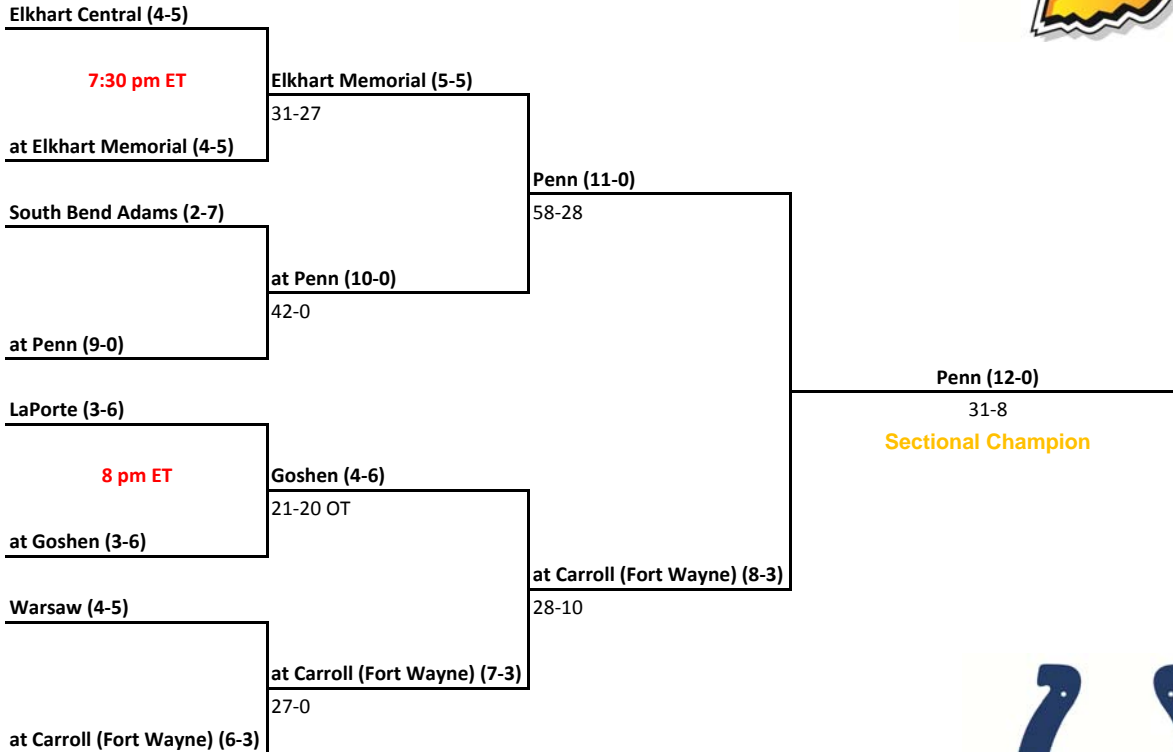 Elkhart Central (4-5)
7:30 pm ET
Elkhart Memorial (5-5)
31-27
at Elkhart Memorial (4-5)
Penn (11-0)
58-28
South Bend Adams (2-7)
at Penn (10-0)
42-0
at Penn (9-0)
Penn (12-0)
31-8
Sectional Champion
LaPorte (3-6)
8 pm ET
Goshen (4-6)
21-20 OT
at Goshen (3-6)
at Carroll (Fort Wayne) (8-3)
28-10
Warsaw (4-5)
at Carroll (Fort Wayne) (7-3)
27-0
at Carroll (Fort Wayne) (6-3)